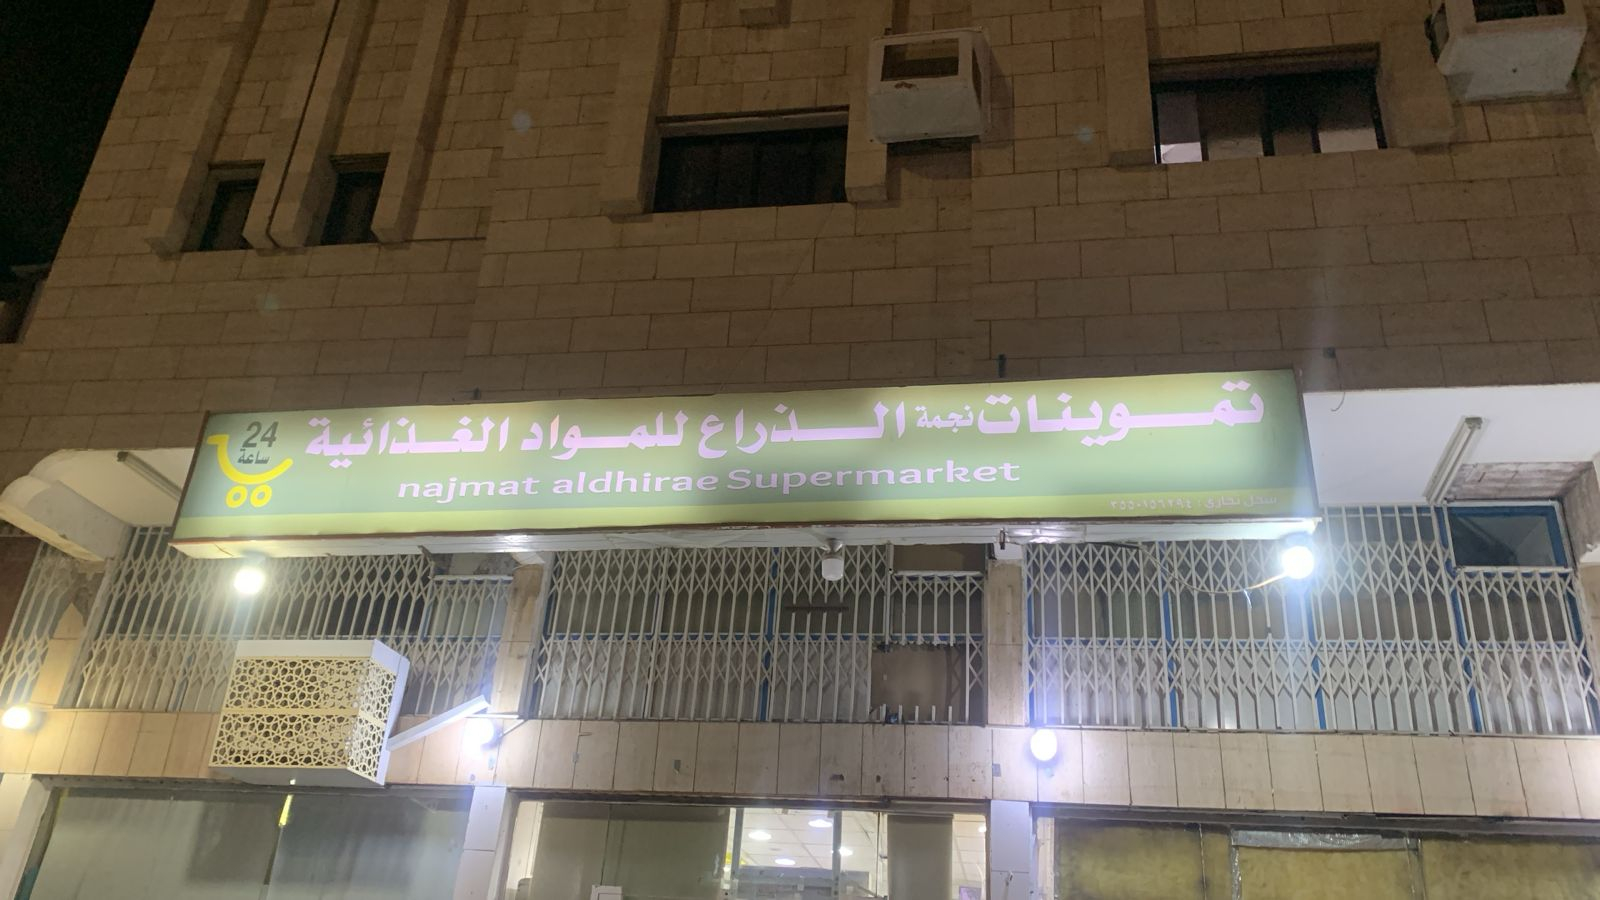 تموينات نجمة الذراع للمواد الغذائية
24
ساعة
najmat aldhirae Supermarket
سجل تجاري : ٣٥٥٠١٥٦٢٩٤